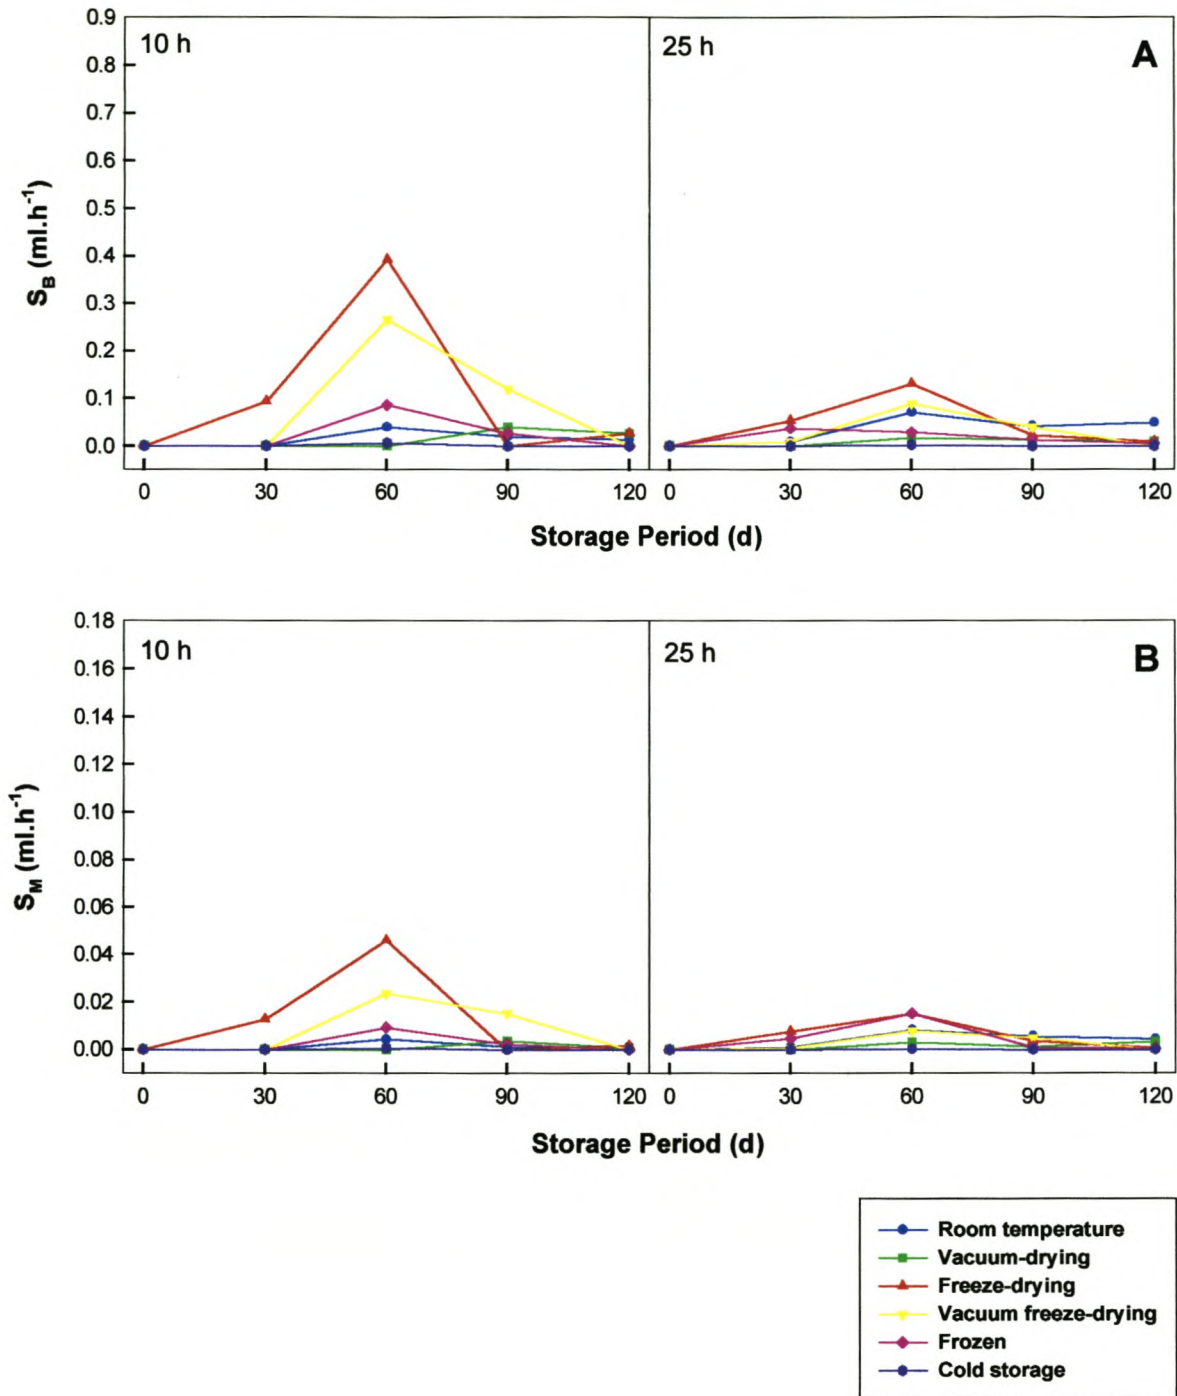 10 h
25 h
A
0.9
0.8
0.7
0.6
0.5
0.4
0.3
0.2
0.1
0.0
S_B (ml.h⁻¹)
0 30 60 90 120
0 30 60 90 120
Storage Period (d)
10 h
25 h
B
0.18
0.16
0.14
0.12
0.10
0.08
0.06
0.04
0.02
0.00
S_M (ml.h⁻¹)
0 30 60 90 120
0 30 60 90 120
Storage Period (d)
Room temperature
Vacuum-drying
Freeze-drying
Vacuum freeze-drying
Frozen
Cold storage